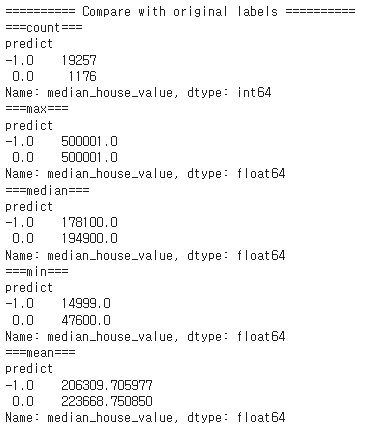 ========== Compare with original labels ==========
===count===
predict
-1.0    19257
 0.0     1176
Name: median_house_value, dtype: int64
===max===
predict
-1.0    500001.0
 0.0    500001.0
Name: median_house_value, dtype: float64
===median===
predict
-1.0    178100.0
 0.0    194900.0
Name: median_house_value, dtype: float64
===min===
predict
-1.0    14999.0
 0.0    47600.0
Name: median_house_value, dtype: float64
===mean===
predict
-1.0    206309.705977
 0.0    223668.750850
Name: median_house_value, dtype: float64